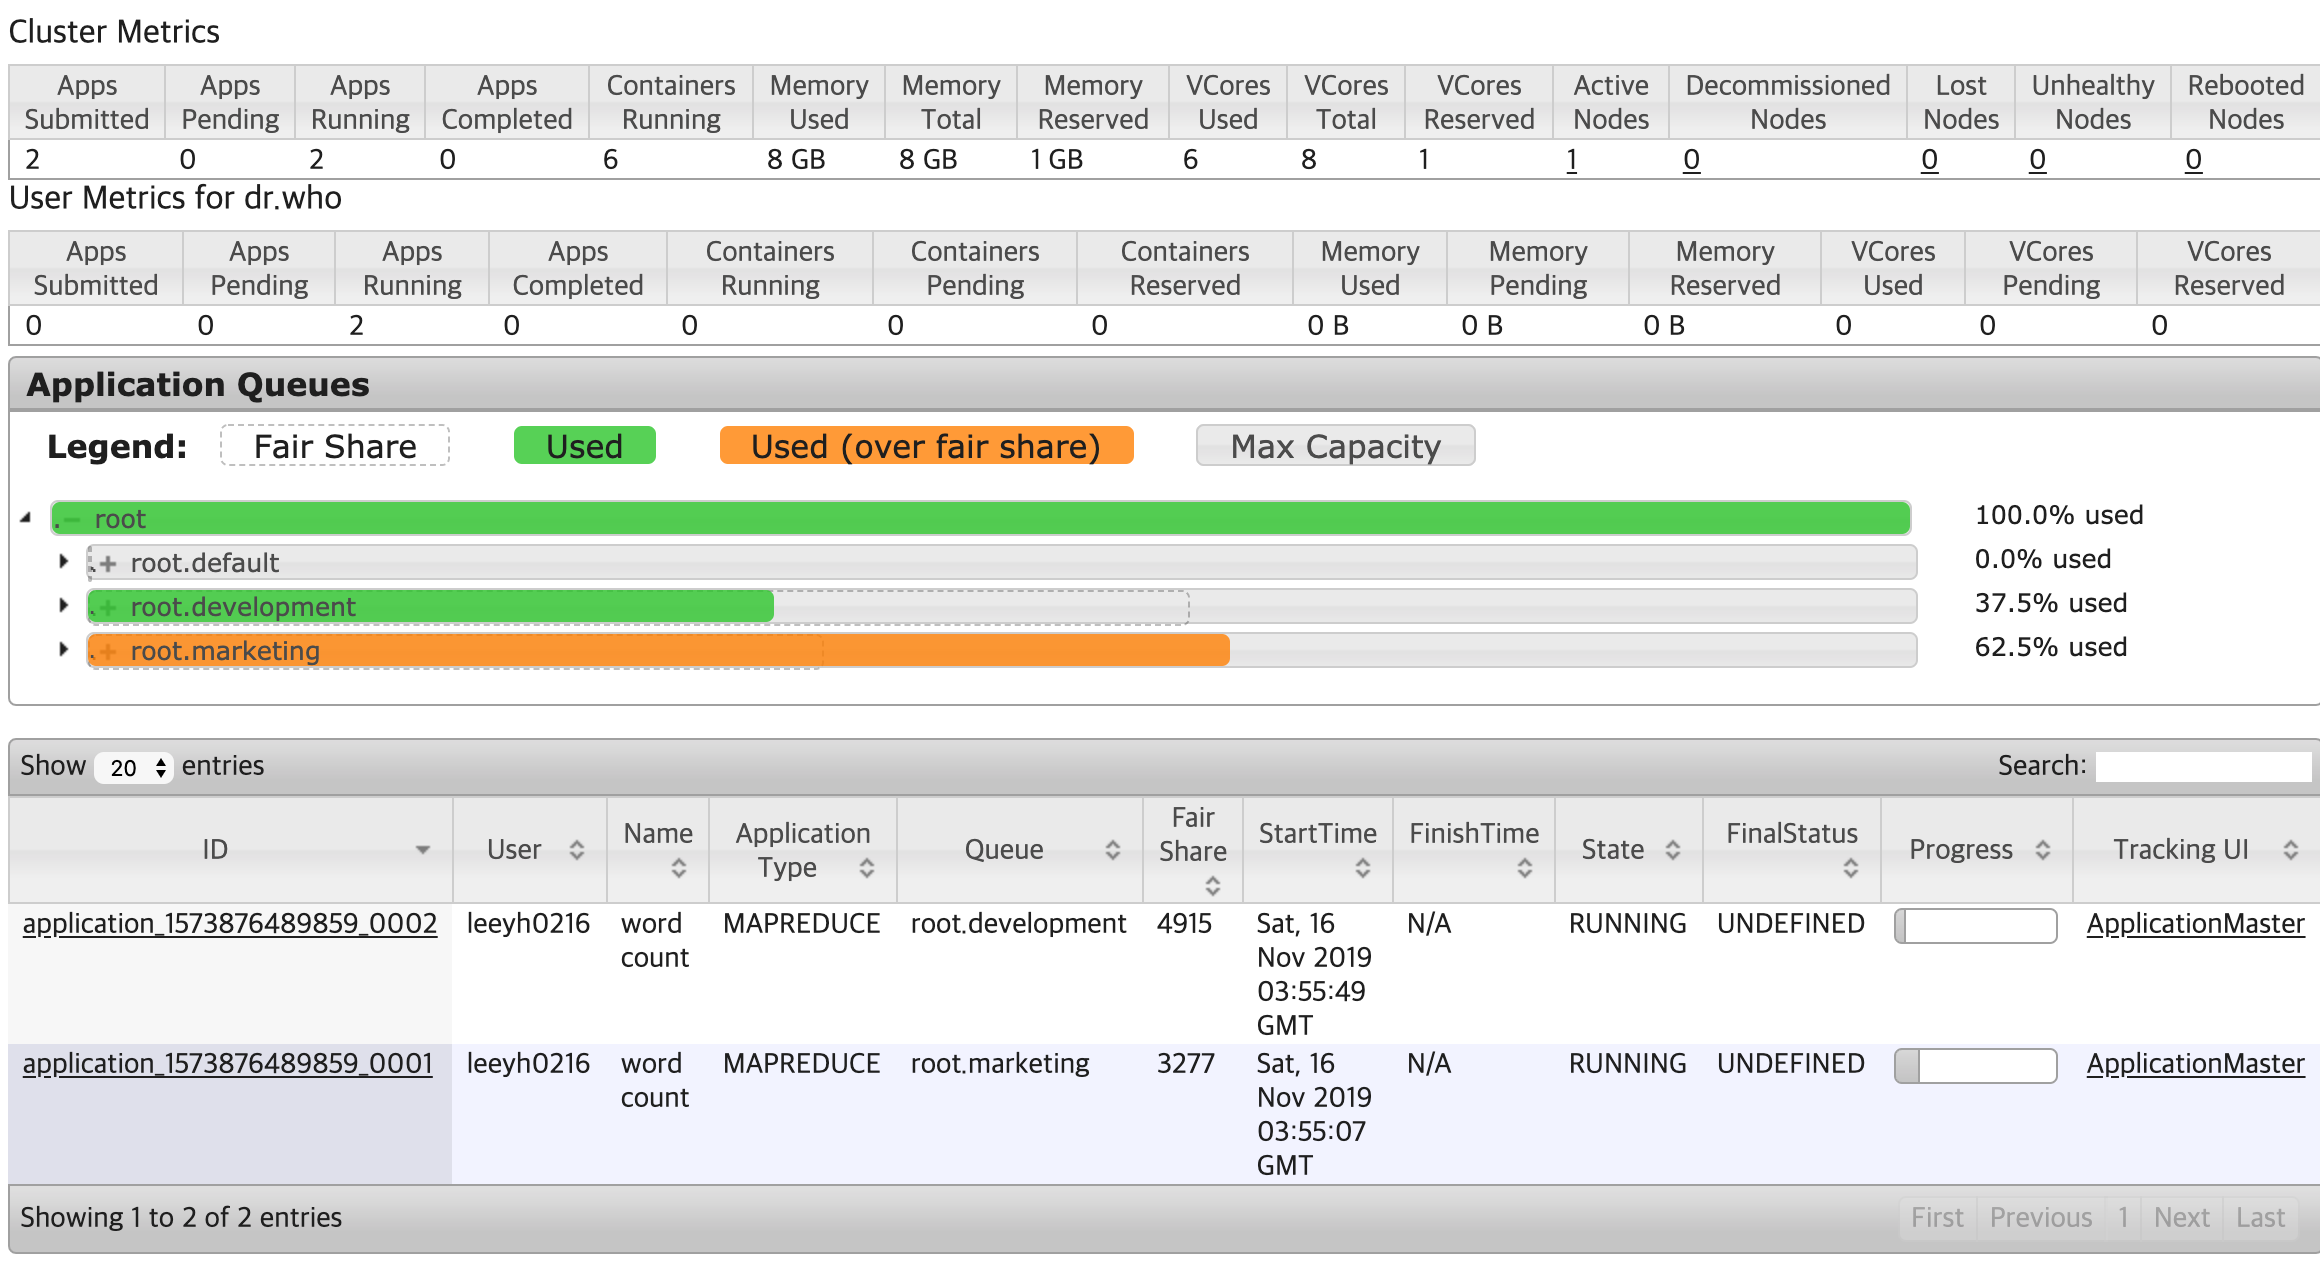 Cluster Metrics
Apps Submitted Apps Pending Apps Running Apps Completed Containers Running Memory Used Memory Total Memory Reserved VCores Used VCores Total VCores Reserved Active Nodes Decommissioned Nodes Lost Nodes Unhealthy Nodes Rebooted Nodes
2 0 2 0 6 8 GB 8 GB 1 GB 6 8 1 1 0 0 0 0
User Metrics for dr.who
Apps Submitted Apps Pending Apps Running Apps Completed Containers Running Containers Pending Containers Reserved Memory Used Memory Pending Memory Reserved VCores Used VCores Pending VCores Reserved
0 0 2 0 0 0 0 0 B 0 B 0 B 0 0 0
Application Queues
Legend: Fair Share Used Used (over fair share) Max Capacity
root 100.0% used
+ root.default 0.0% used
+ root.development 37.5% used
+ root.marketing 62.5% used
Show 20 entries Search:
ID User Name Application Type Queue Fair Share StartTime FinishTime State FinalStatus Progress Tracking UI
application_1573876489859_0002 leeyh0216 word count MAPREDUCE root.development 4915 Sat, 16 Nov 2019 03:55:49 GMT N/A RUNNING UNDEFINED ApplicationMaster
application_1573876489859_0001 leeyh0216 word count MAPREDUCE root.marketing 3277 Sat, 16 Nov 2019 03:55:07 GMT N/A RUNNING UNDEFINED ApplicationMaster
Showing 1 to 2 of 2 entries First Previous 1 Next Last